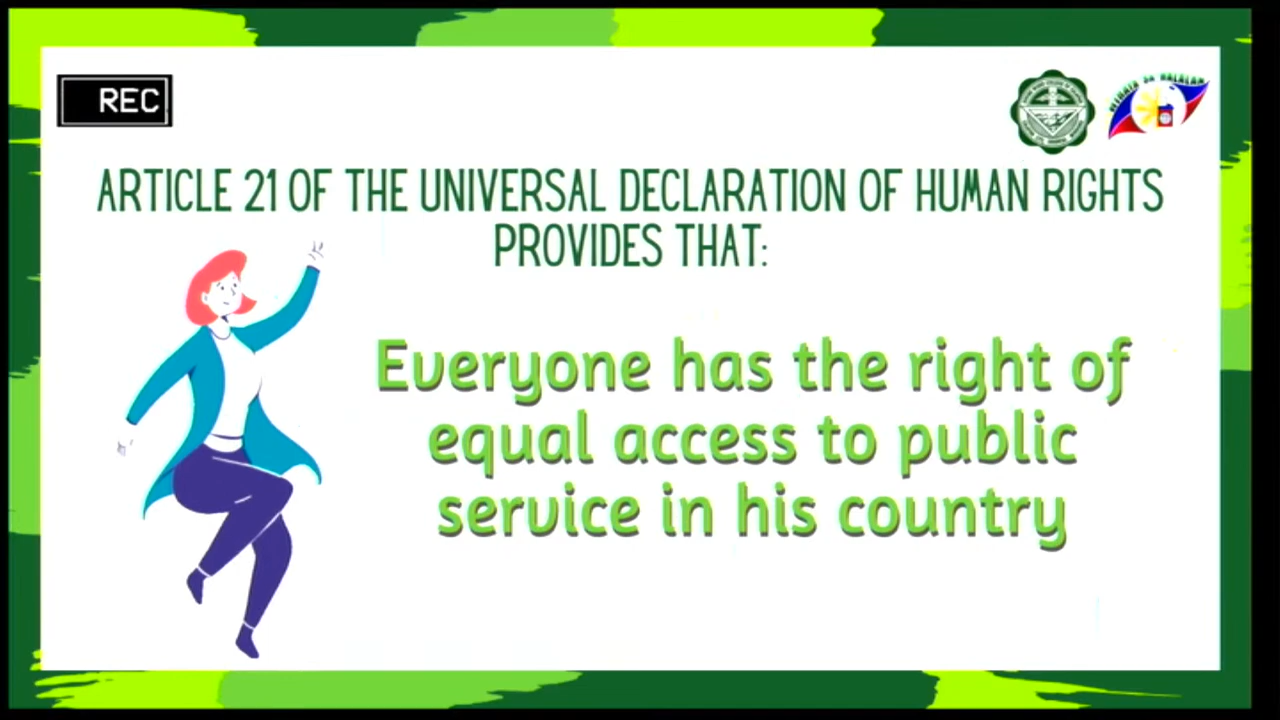 REC
ARTICLE 21 OF THE UNIVERSAL DECLARATION OF HUMAN RIGHTS
PROVIDES THAT:
Everyone has the right of
equal access to public
service in his country